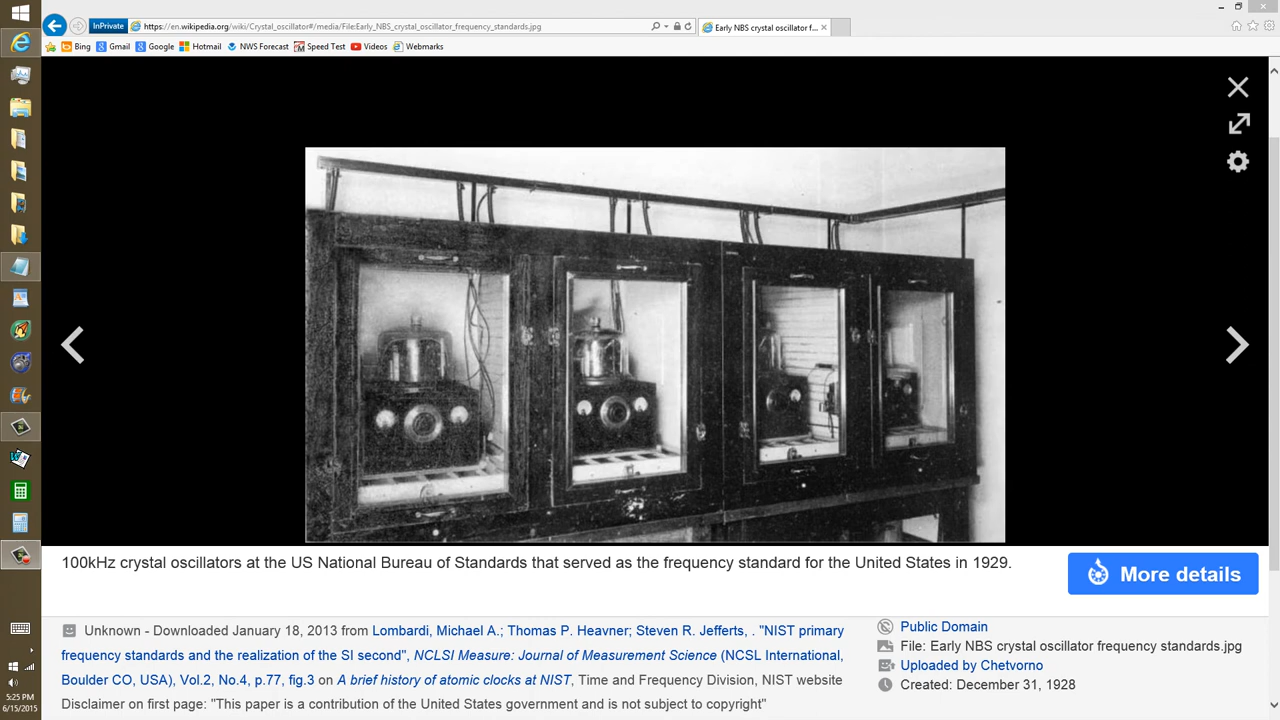 InPrivate
https://en.wikipedia.org/wiki/Crystal_oscillator#/media/File:Early_NBS_crystal_oscillator_frequency_standards.jpg
Early NBS crystal oscillator f...
Bing Gmail Google Hotmail NWS Forecast Speed Test Videos Webmarks
100kHz crystal oscillators at the US National Bureau of Standards that served as the frequency standard for the United States in 1929.
More details
Unknown - Downloaded January 18, 2013 from Lombardi, Michael A.; Thomas P. Heavner; Steven R. Jefferts, . "NIST primary
frequency standards and the realization of the SI second", NCLSI Measure: Journal of Measurement Science (NCSL International,
Boulder CO, USA), Vol.2, No.4, p.77, fig.3 on A brief history of atomic clocks at NIST, Time and Frequency Division, NIST website
Disclaimer on first page: "This paper is a contribution of the United States government and is not subject to copyright"
Public Domain
File: Early NBS crystal oscillator frequency standards.jpg
Uploaded by Chetvorno
Created: December 31, 1928
5:25 PM
6/15/2015